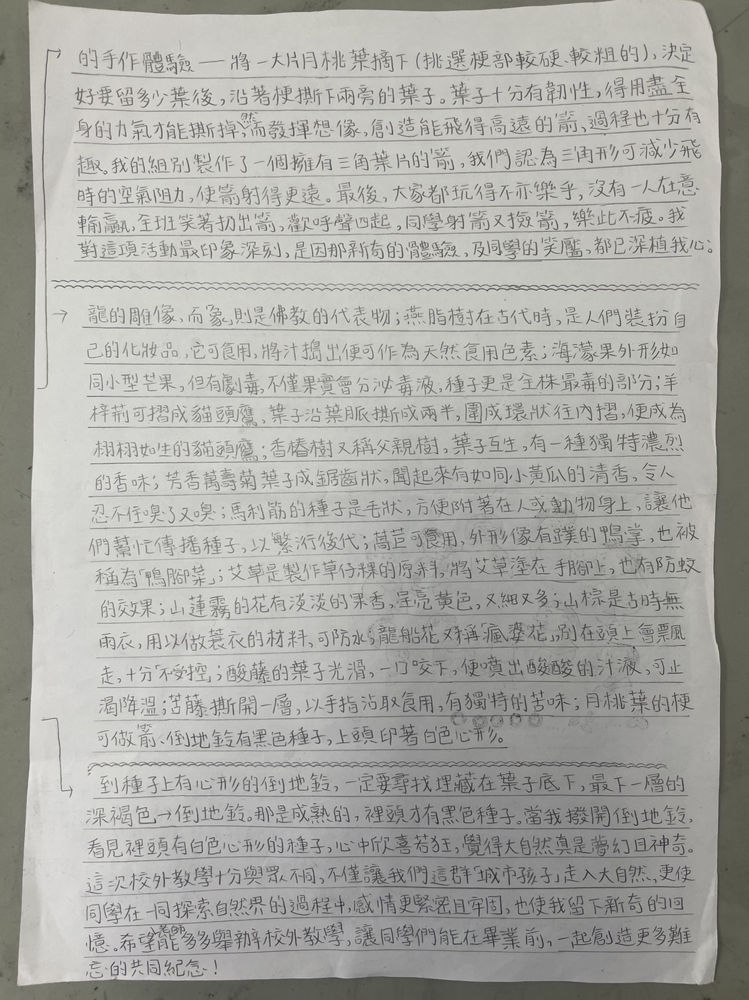 的手作體驗—將一大片月桃葉摘下(挑選梗部較硬、較粗的),決定
好要留多少葉後,沿著梗撕下兩旁的葉子。葉子十分有韌性,得用盡全
身的力氣才能撕掉,然而發揮想像,創造能飛得高遠的箭,過程也十分有
趣。我的組別製作了一個擁有三角葉片的箭,我們認為三角形可減少飛
時的空氣阻力,使箭射得更遠。最後,大家都玩得不亦樂乎,沒有一人在意
輸贏,全班笑著扔出箭,歡呼聲四起,同學射箭又撿箭,樂此不疲。我
對這項活動最印象深刻,是因那新奇的體驗,及同學的笑靨,都已深植我心。
龍的雕像,而「象」則是佛教的代表物;燕脂樹在古代時,是人們裝扮自
己的化妝品,它可食用,將汁搗出便可作為天然食用色素;海濛果外形如
同小型芒果,但有劇毒,不僅果實會分泌毒液,種子更是全株最毒的部分;羊
梓荊可摺成貓頭鷹,葉子沿葉脈撕成兩半,圍成環狀往內摺,便成為
栩栩如生的貓頭鷹;香椿樹又稱父親樹,葉子互生,有一種獨特濃烈
的香味;芳香萬壽菊葉子成鋸齒狀,聞起來有如同小黃瓜的清香,令人
忍不住嗅了又嗅;馬利筋的種子是毛狀,方便附著在人或動物身上,讓他
們幫忙傳播種子,以繁衍後代;萵苣可食用,外形像有蹼的鴨掌,也被
稱為「鴨腳菜」;艾草是製作草仔粿的原料,將艾草塗在手腳上,也有防蚊
的效果;山蓮霧的花有淡淡的果香,呈亮黃色,又細又多;山棕是古時無
雨衣,用以做蓑衣的材料,可防水;龍船花又稱「瘋婆花」,別在頭上會飄
走,十分「不受控」;酸藤的葉子光滑,一口咬下,便噴出酸酸的汁液,可止
渴降溫;苦藤撕開一層,以手指沾取食用,有獨特的苦味;月桃葉的梗
可做箭、倒地鈴有黑色種子,上頭印著白色心形。
到種子上有心形的倒地鈴,一定要尋找埋藏在葉子底下,最下一層的
深褐色→倒地鈴。那是成熟的,裡頭才有黑色種子。當我撥開倒地鈴,
看見裡頭有白色心形的種子,心中欣喜若狂,覺得大自然真是夢幻且神奇。
這次校外教學十分與眾不同,不僅讓我們這群「城市孩子」走入大自然,更使
同學在一同探索自然界的過程中,感情更緊密且牢固,也使我留下新奇的回
憶。希望老師能多多舉辦校外教學,讓同學們能在畢業前,一起創造更多難
忘的共同紀念!